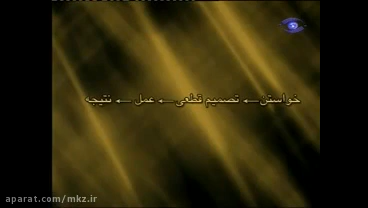 خواستن ← تصمیم قطعی ← عمل ← نتیجه
aparat.com/mkz.ir